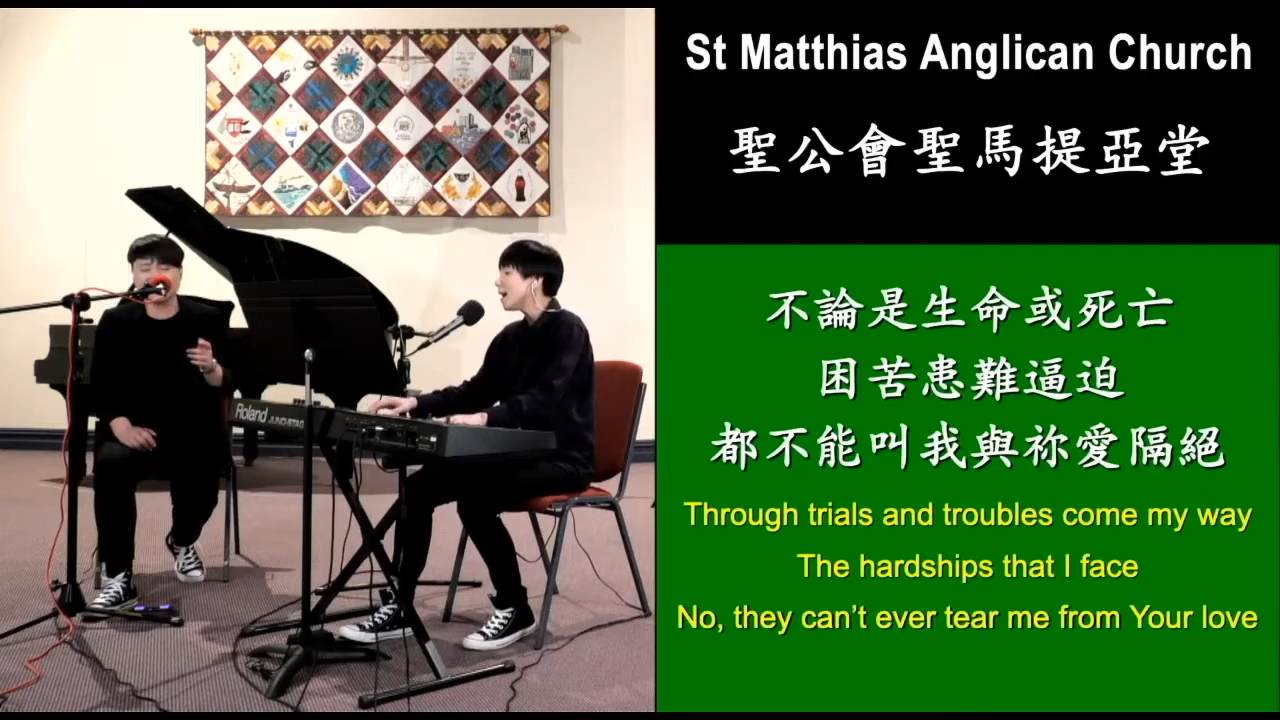 St Matthias Anglican Church
聖公會聖馬提亞堂
不論是生命或死亡
困苦患難逼迫
都不能叫我與祢愛隔絕
Through trials and troubles come my way
The hardships that I face
No, they can't ever tear me from Your love
Roland JUNO-STAG